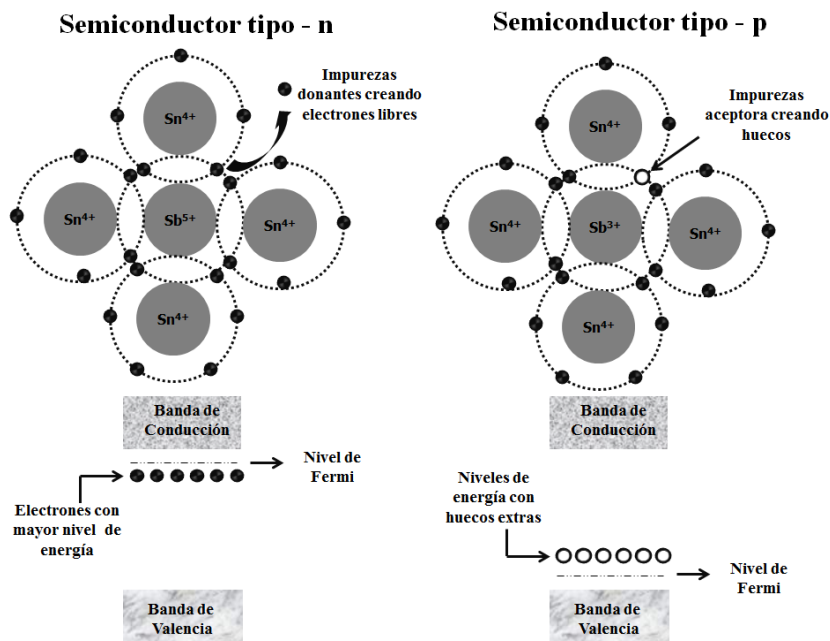 Semiconductor tipo - n
Impurezas
donantes creando
electrones libres
Sn⁴⁺
Sn⁴⁺
Sb⁵⁺
Sn⁴⁺
Sn⁴⁺
Banda de
Conducción
Nivel de
Fermi
Electrones con
mayor nivel de
energía
Banda de
Valencia
Semiconductor tipo - p
Impurezas
aceptora creando
huecos
Sn⁴⁺
Sn⁴⁺
Sb³⁺
Sn⁴⁺
Sn⁴⁺
Banda de
Conducción
Niveles de
energía con
huecos extras
Nivel de
Fermi
Banda de
Valencia